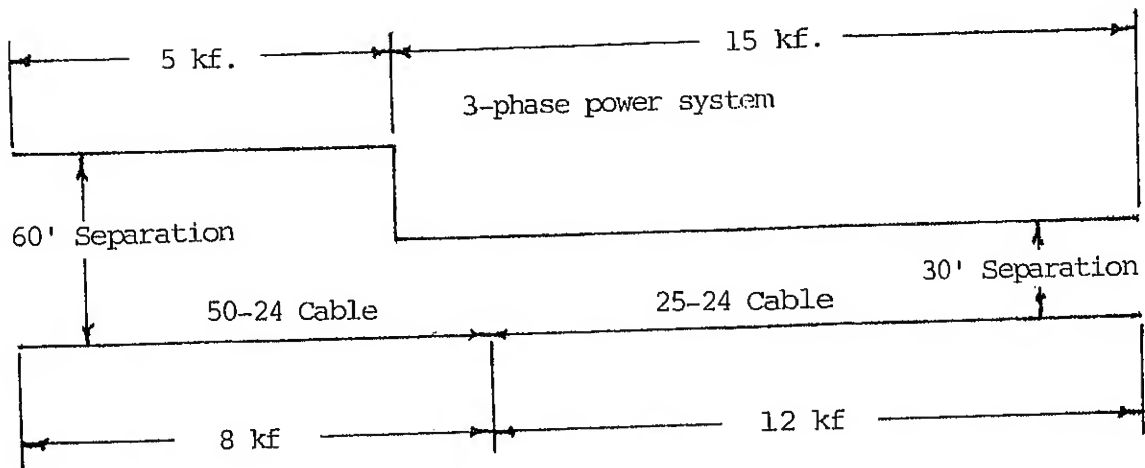 5 kf.
15 kf.
3-phase power system
60' Separation
30' Separation
50-24 Cable
25-24 Cable
8 kf
12 kf